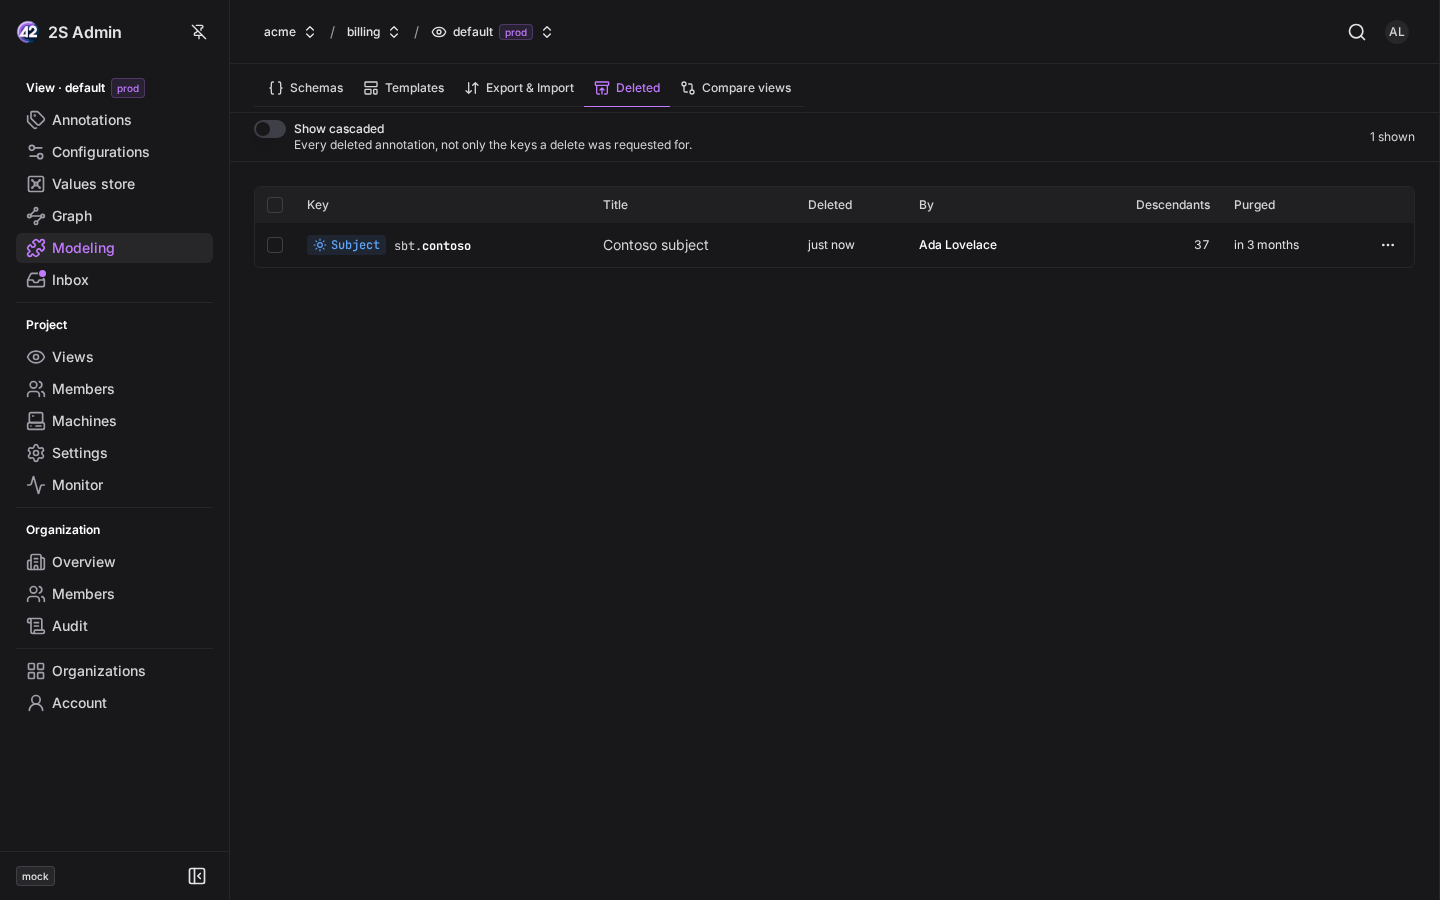 2S Admin
acme / billing / default prod
AL
View · default prod
Annotations
Configurations
Values store
Graph
Modeling
Inbox
Project
Views
Members
Machines
Settings
Monitor
Organization
Overview
Members
Audit
Organizations
Account
mock
Schemas Templates Export & Import Deleted Compare views
Show cascaded
Every deleted annotation, not only the keys a delete was requested for.
1 shown
Key Title Deleted By Descendants Purged
Subject sbt.contoso Contoso subject just now Ada Lovelace 37 in 3 months